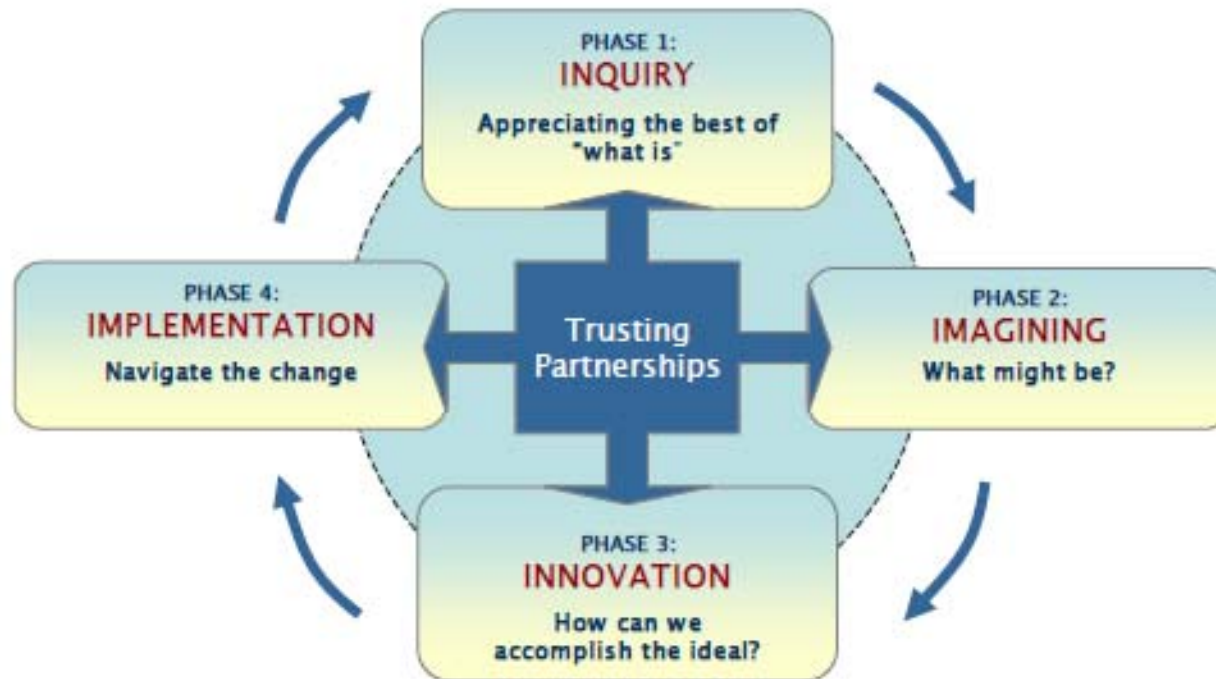 PHASE 1:
INQUIRY
Appreciating the best of
“what is”
PHASE 2:
IMAGINING
What might be?
PHASE 3:
INNOVATION
How can we
accomplish the ideal?
PHASE 4:
IMPLEMENTATION
Navigate the change
Trusting
Partnerships